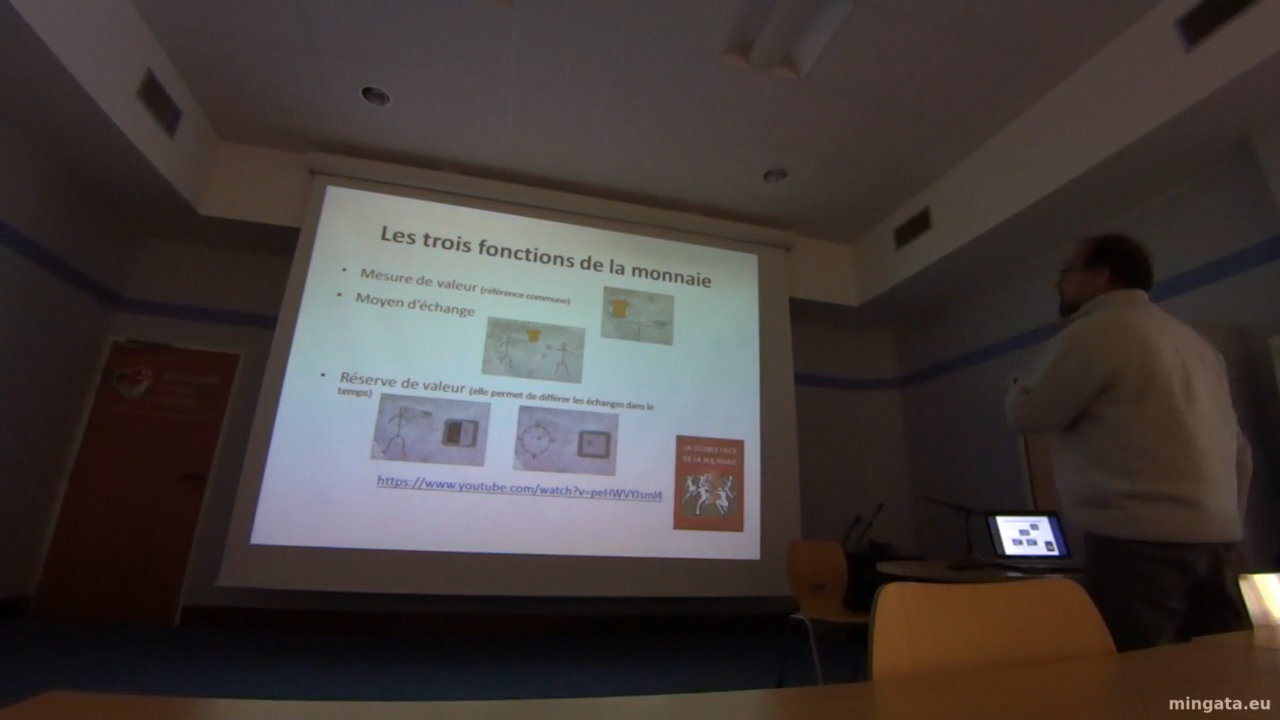 Les trois fonctions de la monnaie
• Mesure de valeur (référence commune)
• Moyen d'échange
• Réserve de valeur (elle permet de différer les échanges dans le
temps)
https://www.youtube.com/watch?v=peHWVYJsmI4
LA DOUBLE FACE
DE LA MONNAIE
mingata.eu